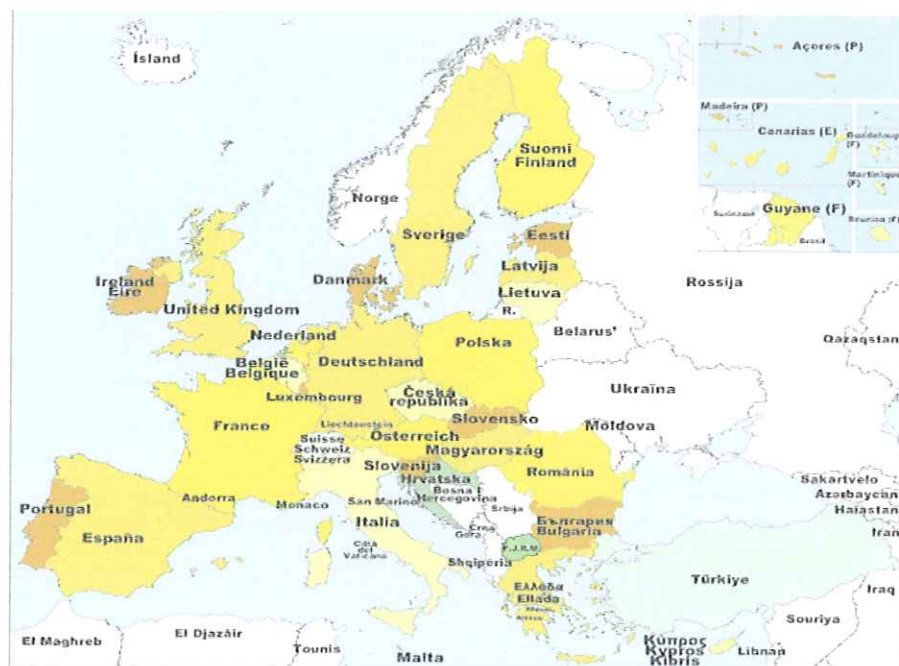 Ísland
Açores (P)
Madeira (P)
Canarias (E)
Guadeloupe
(F)
Martinique
(F)
Guyane (F)
Brasil
Suomi
Finland
Norge
Sverige
Eesti
Latvija
Lietuva
R.
Danmark
Ireland
Éire
United Kingdom
Rossija
Belarus'
Qazaqstan
Nederland
België
Belgique
Deutschland
Polska
Luxembourg
Česká
republika
Ukraïna
Slovensko
Moldova
France
Liechtenstein
Suisse
Schweiz
Svizzera
Österreich
Magyarország
Slovenija
Hrvatska
România
Bosna i
Hercegovina
Srbija
Andorra
Monaco
San Marino
Italia
Città
del
Vaticano
Crna
Gora
България
Bulgaria
Sakartvelo
Azərbaycan
Haiastan
Iran
Portugal
España
F.J.R.M.
Shqipëria
Ελλάδα
Ellada
Türkiye
Iraq
Souriya
El Maghreb
El Djazâir
Tounis
Malta
Κύπρος
Kypros
Kibris
Libnan